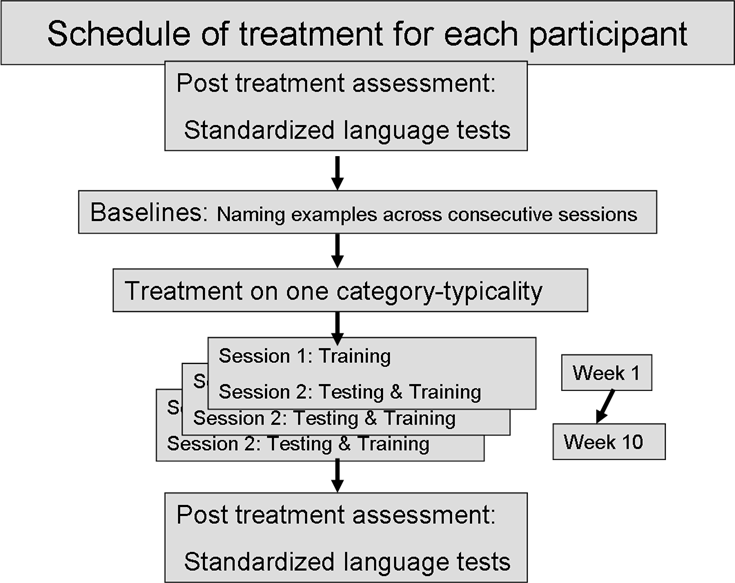 Schedule of treatment for each participant
Post treatment assessment:
Standardized language tests
Baselines: Naming examples across consecutive sessions
Treatment on one category-typicality
Session 1: Training
Session 2: Testing & Training
S
Session 2: Testing & Training
S
Session 2: Testing & Training
Week 1
Week 10
Post treatment assessment:
Standardized language tests